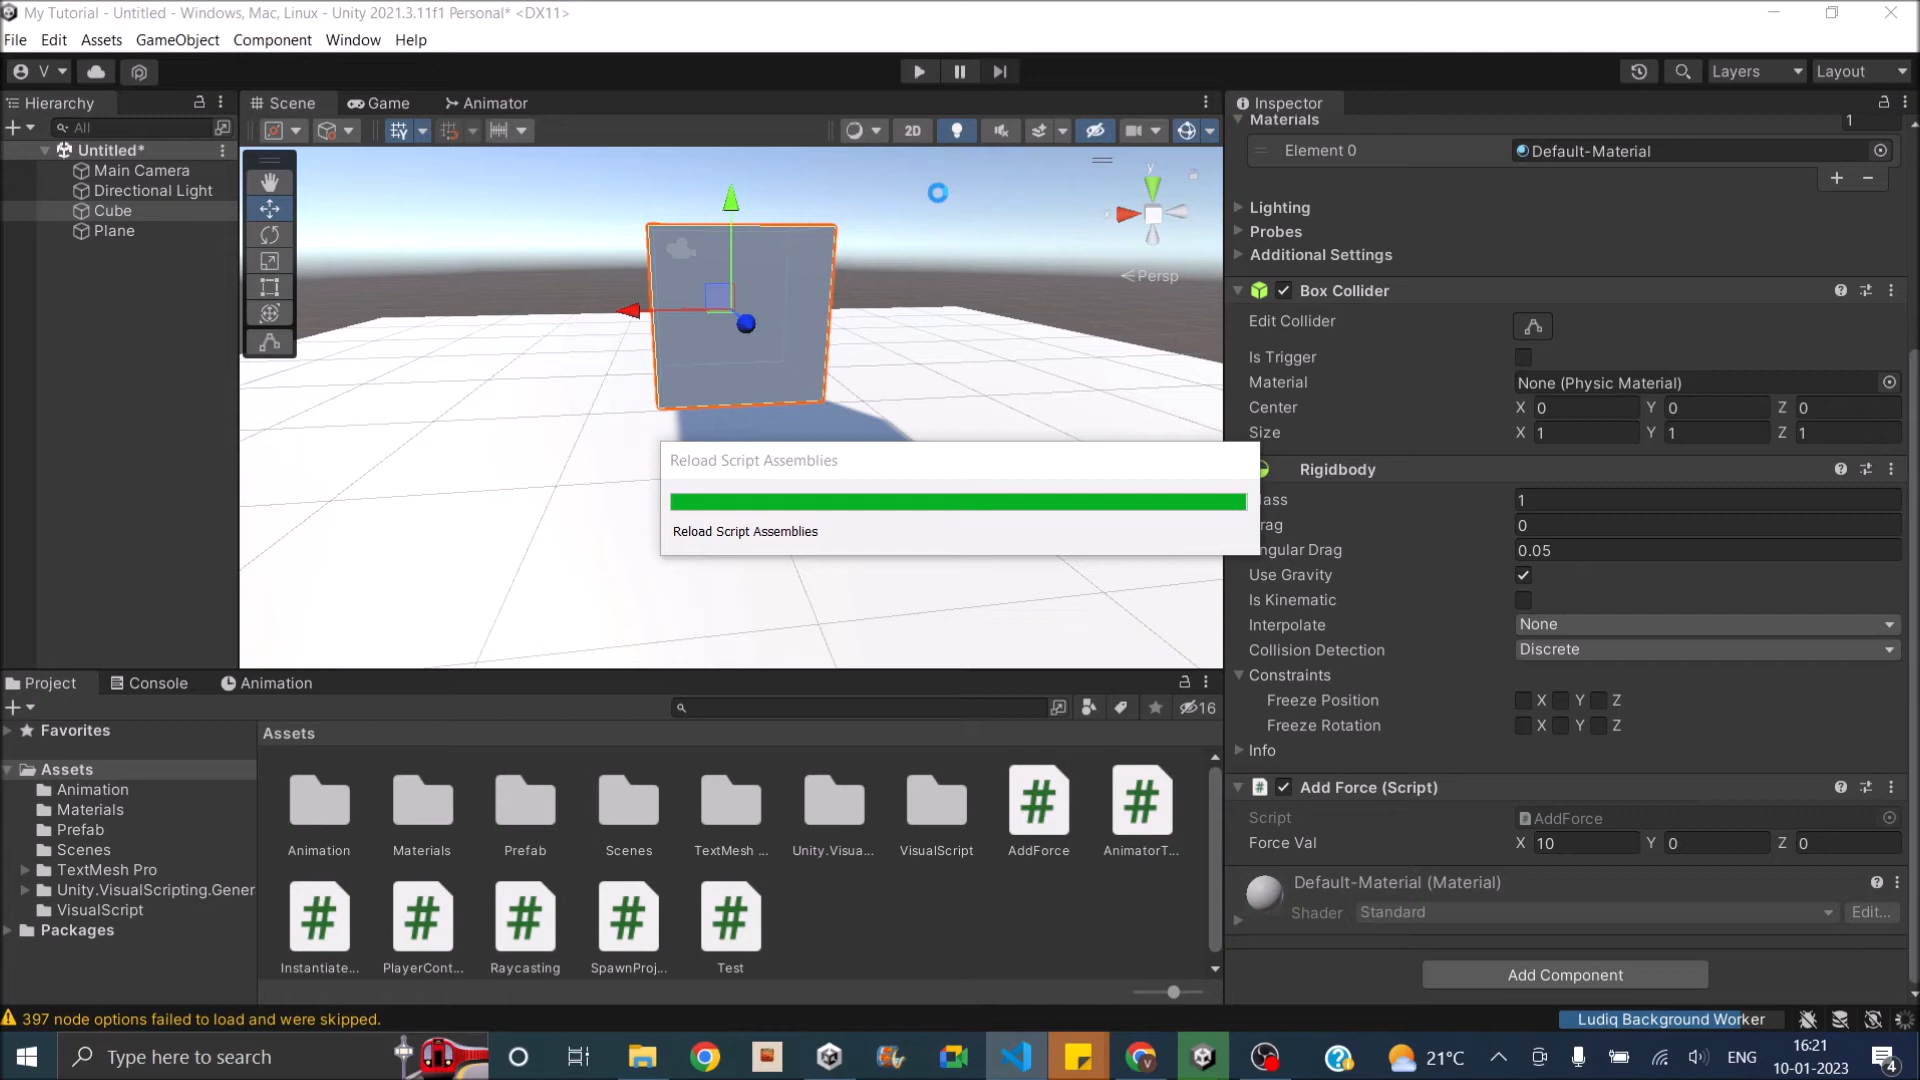 My Tutorial - Untitled - Windows, Mac, Linux - Unity 2021.3.11f1 Personal* <DX11>
File Edit Assets GameObject Component Window Help
V Layers Layout
Hierarchy
All
Untitled*
Main Camera
Directional Light
Cube
Plane
Scene Game Animator
2D
y
x
Persp
Inspector
Materials 1
Element 0 Default-Material
+ −
Lighting
Probes
Additional Settings
Box Collider
Edit Collider
Is Trigger
Material None (Physic Material)
Center X 0 Y 0 Z 0
Size X 1 Y 1 Z 1
Reload Script Assemblies
Reload Script Assemblies
Rigidbody
ass 1
rag 0
ngular Drag 0.05
Use Gravity
Is Kinematic
Interpolate None
Collision Detection Discrete
Constraints
Freeze Position X Y Z
Freeze Rotation X Y Z
Info
# Add Force (Script)
Script AddForce
Force Val X 10 Y 0 Z 0
Default-Material (Material)
Shader Standard Edit...
Add Component
Project Console Animation
16
Favorites
Assets
Animation
Materials
Prefab
Scenes
TextMesh Pro
Unity.VisualScripting.Gener
VisualScript
Packages
Assets
# #
Animation Materials Prefab Scenes TextMesh ... Unity.Visua... VisualScript AddForce AnimatorT...
# # # # #
Instantiate... PlayerCont... Raycasting SpawnProj... Test
397 node options failed to load and were skipped.
Ludiq Background Worker
Type here to search
V
21°C
ENG
16:21
10-01-2023
4